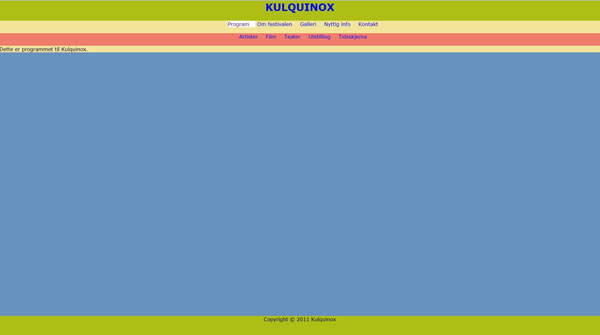 KULQUINOX
Program Om festivalen Galleri Nyttig info Kontakt
Artister Film Teater Utstilling Tidsskjema
Dette er programmet til Kulquinox.
Copyright © 2011 Kulquinox